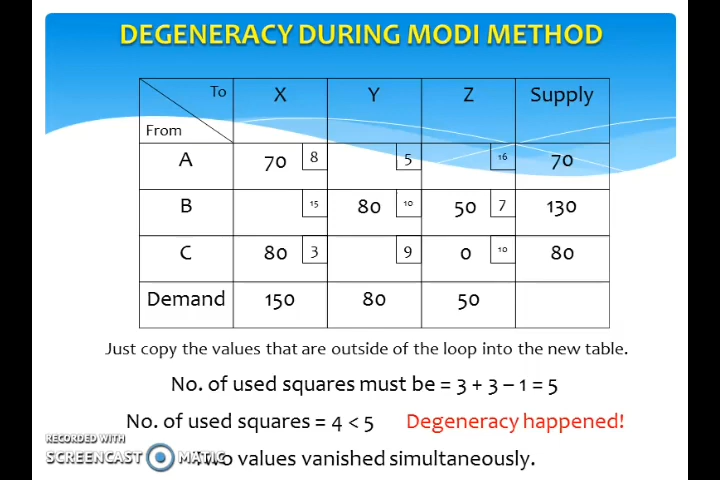 DEGENERACY DURING MODI METHOD
To
From
X Y Z Supply
A 70 8 5 16 70
B 15 80 10 50 7 130
C 80 3 9 0 10 80
Demand 150 80 50
Just copy the values that are outside of the loop into the new table.
No. of used squares must be = 3 + 3 – 1 = 5
No. of used squares = 4 < 5 Degeneracy happened!
RECORDED WITH
SCREENCAST MATIC
Two values vanished simultaneously.